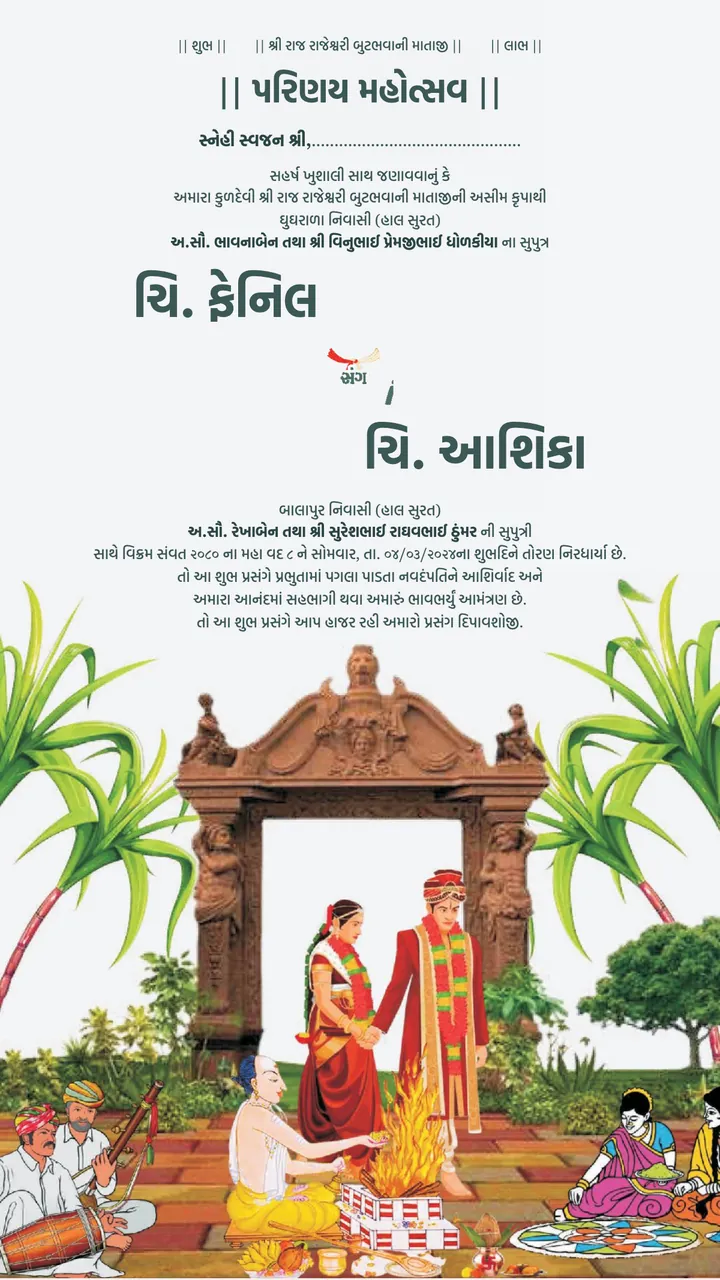 || શુભ || || શ્રી રાજ રાજેશ્વરી બુટભવાની માતાજી || || લાભ ||
|| પરિણય મહોત્સવ ||
સ્નેહી સ્વજન શ્રી,..............................................
સહર્ષ ખુશાલી સાથ જણાવવાનું કે
અમારા કુળદેવી શ્રી રાજ રાજેશ્વરી બુટભવાની માતાજીની અસીમ કૃપાથી
ઘુઘરાળા નિવાસી (હાલ સુરત)
અ.સૌ. ભાવનાબેન તથા શ્રી વિનુભાઈ પ્રેમજીભાઈ ધોળકીયા ના સુપુત્ર
ચિ. ફેનિલ
સંગ
ચિ. આશિકા
બાલાપુર નિવાસી (હાલ સુરત)
અ.સૌ. રેખાબેન તથા શ્રી સુરેશભાઈ રાઘવભાઈ ઠુંમર ની સુપુત્રી
સાથે વિક્રમ સંવત ૨૦૮૦ ના મહા વદ ૮ ને સોમવાર, તા. ૦૪/૦૩/૨૦૨૪ના શુભદિને તોરણ નિરધાર્યા છે.
તો આ શુભ પ્રસંગે પ્રભુતામાં પગલા પાડતા નવદંપતિને આશિર્વાદ અને
અમારા આનંદમાં સહભાગી થવા અમારું ભાવભર્યું આમંત્રણ છે.
તો આ શુભ પ્રસંગે આપ હાજર રહી અમારો પ્રસંગ દિપાવશોજી.